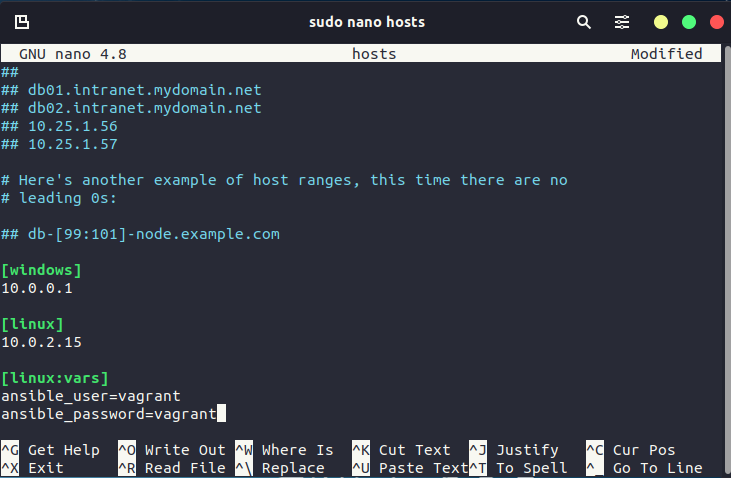 sudo nano hosts
GNU nano 4.8 hosts Modified
##
## db01.intranet.mydomain.net
## db02.intranet.mydomain.net
## 10.25.1.56
## 10.25.1.57
# Here's another example of host ranges, this time there are no
# leading 0s:
## db-[99:101]-node.example.com
[windows]
10.0.0.1
[linux]
10.0.2.15
[linux:vars]
ansible_user=vagrant
ansible_password=vagrant
^G Get Help ^O Write Out ^W Where Is ^K Cut Text ^J Justify ^C Cur Pos
^X Exit ^R Read File ^\ Replace ^U Paste Text ^T To Spell ^_ Go To Line